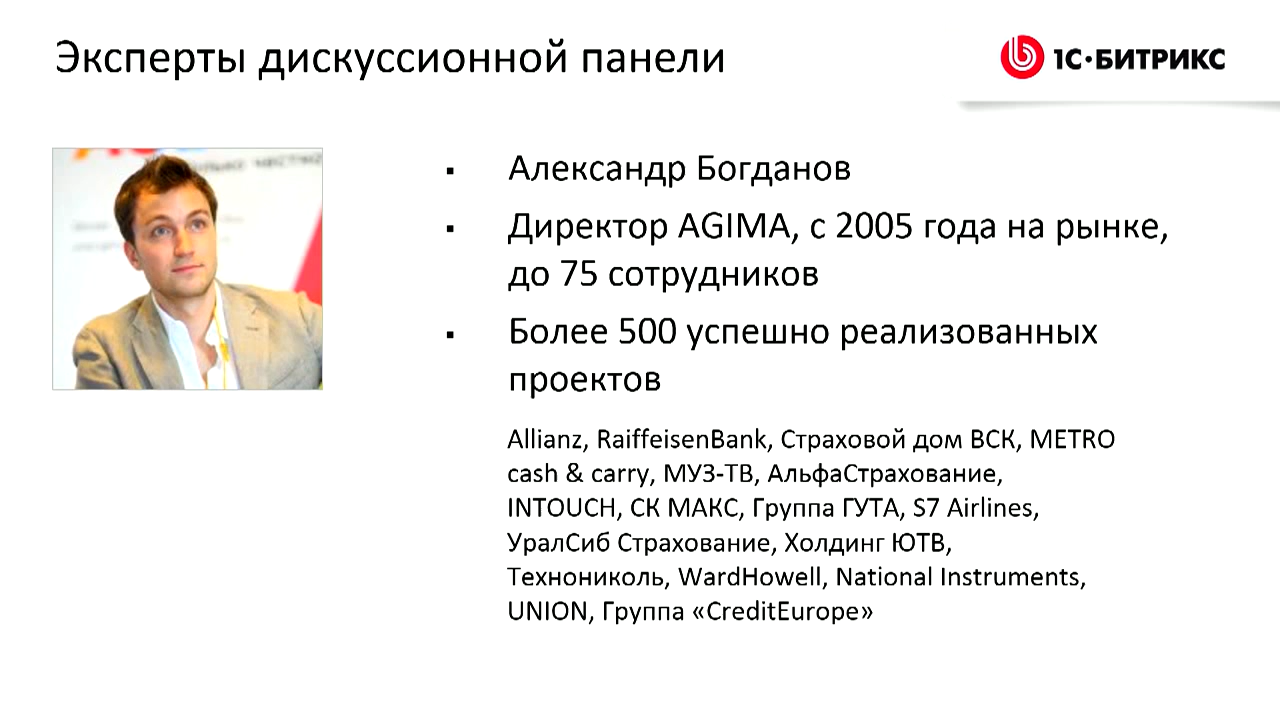 Эксперты дискуссионной панели
1С·БИТРИКС
▪ Александр Богданов
▪ Директор AGIMA, с 2005 года на рынке,
до 75 сотрудников
▪ Более 500 успешно реализованных
проектов
Allianz, RaiffeisenBank, Страховой дом ВСК, METRO
cash & carry, МУЗ-ТВ, АльфаСтрахование,
INTOUCH, СК МАКС, Группа ГУТА, S7 Airlines,
УралСиб Страхование, Холдинг ЮТВ,
Технониколь, WardHowell, National Instruments,
UNION, Группа «CreditEurope»